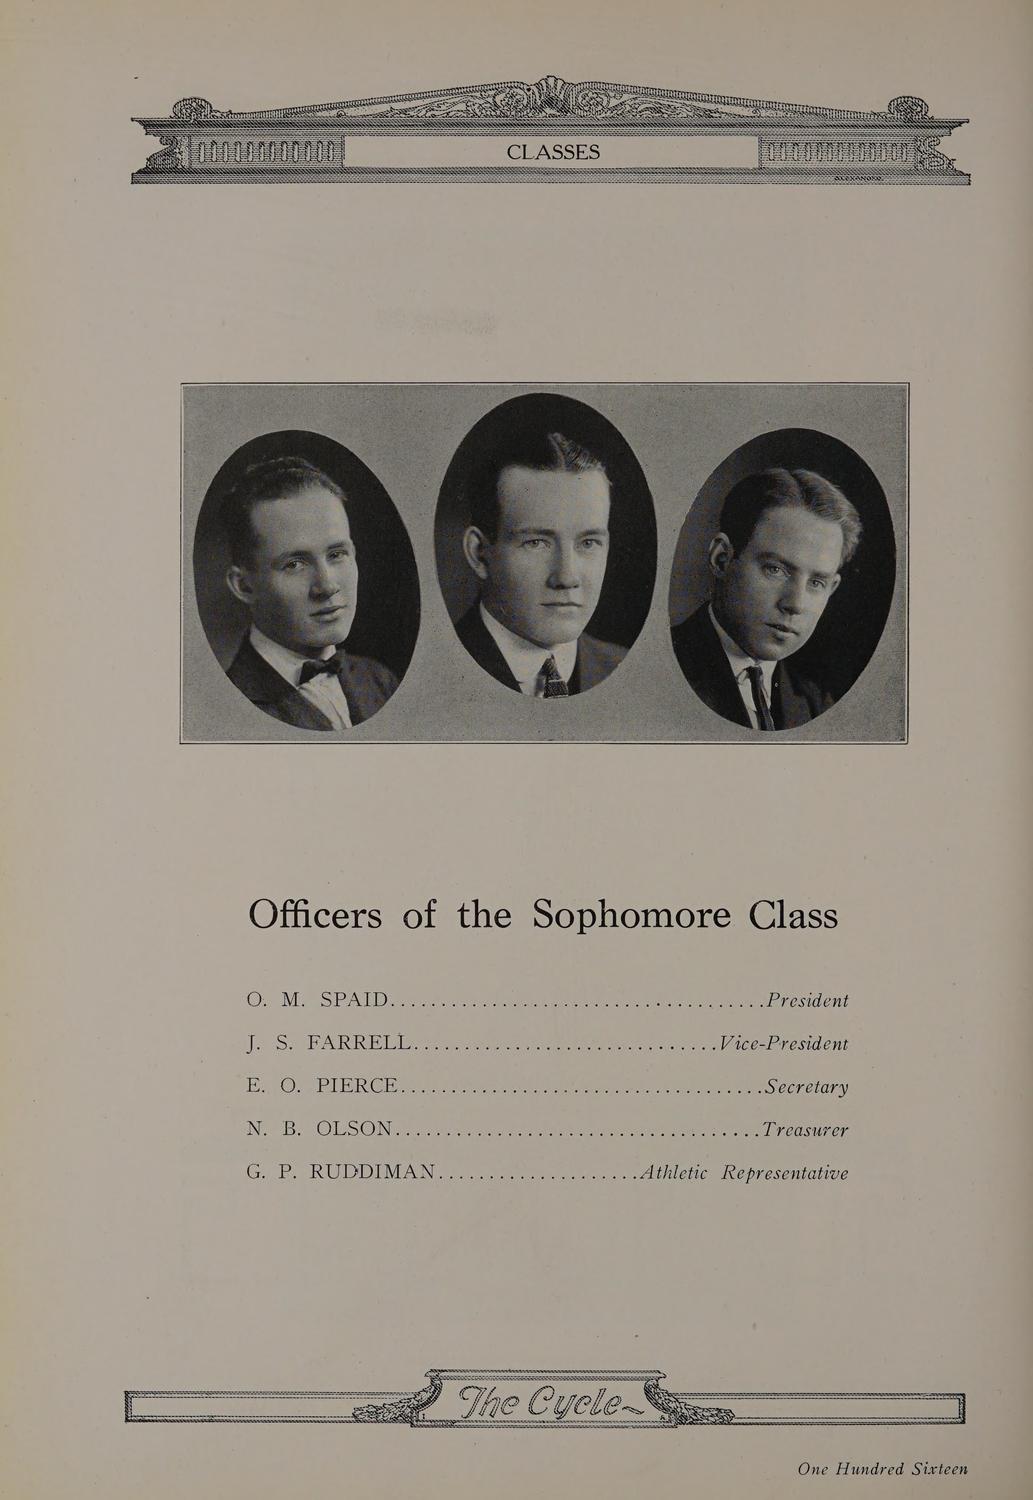 CLASSES
ALEXANDRO.
Officers of the Sophomore Class
O. M. SPAID.....................................President
J. S. FARRELL..............................Vice-President
E. O. PIERCE....................................Secretary
N. B. OLSON....................................Treasurer
G. P. RUDDIMAN....................Athletic Representative
The Cycle
One Hundred Sixteen